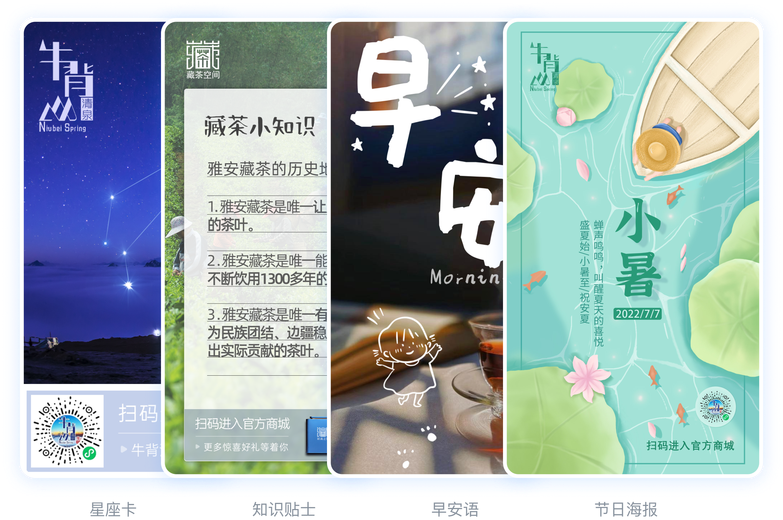 牛背山
清泉
Niubei Spring
扫码
牛背
藏茶
藏茶空间
藏茶小知识
雅安藏茶的历史地
1. 雅安藏茶是唯一让
的茶叶。
2. 雅安藏茶是唯一能
不断饮用1300多年的
3. 雅安藏茶是唯一有
为民族团结、边疆稳
出实际贡献的茶叶。
扫码进入官方商城
更多惊喜好礼等着你
早安
Mornin
牛背山
清泉
Niubei Spring
小暑
2022/7/7
蝉声鸣鸣，叫醒夏天的喜悦
盛夏始/小暑至/祝安夏
扫码进入官方商城
星座卡
知识贴士
早安语
节日海报